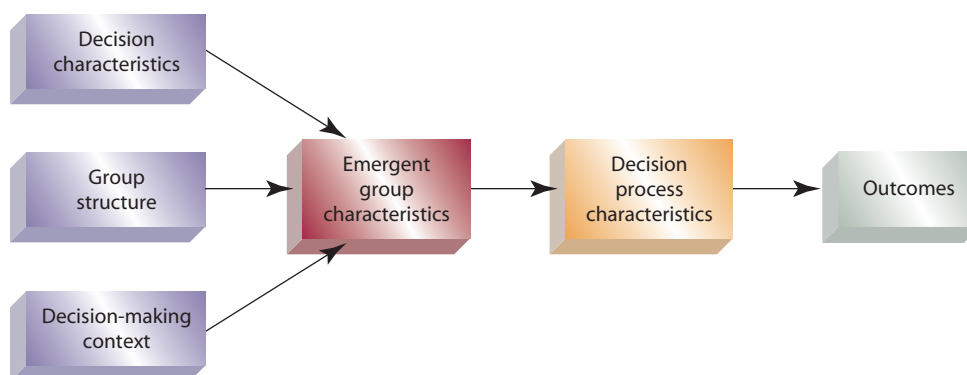 Decision
characteristics
Group
structure
Decision-making
context
Emergent
group
characteristics
Decision
process
characteristics
Outcomes